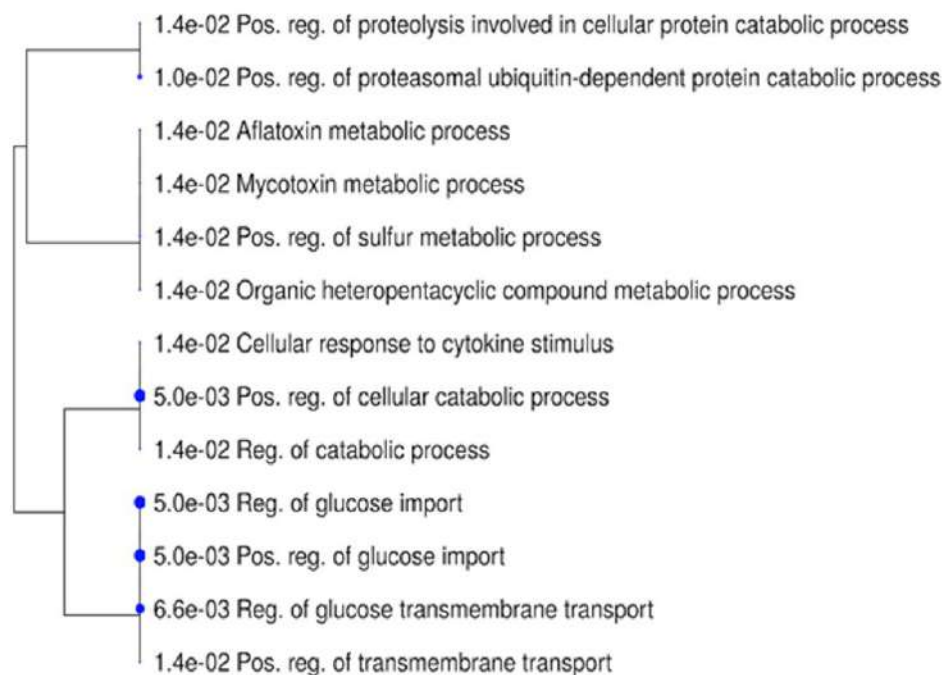 1.4e-02 Pos. reg. of proteolysis involved in cellular protein catabolic process
1.0e-02 Pos. reg. of proteasomal ubiquitin-dependent protein catabolic process
1.4e-02 Aflatoxin metabolic process
1.4e-02 Mycotoxin metabolic process
1.4e-02 Pos. reg. of sulfur metabolic process
1.4e-02 Organic heteropentacyclic compound metabolic process
1.4e-02 Cellular response to cytokine stimulus
5.0e-03 Pos. reg. of cellular catabolic process
1.4e-02 Reg. of catabolic process
5.0e-03 Reg. of glucose import
5.0e-03 Pos. reg. of glucose import
6.6e-03 Reg. of glucose transmembrane transport
1.4e-02 Pos. reg. of transmembrane transport